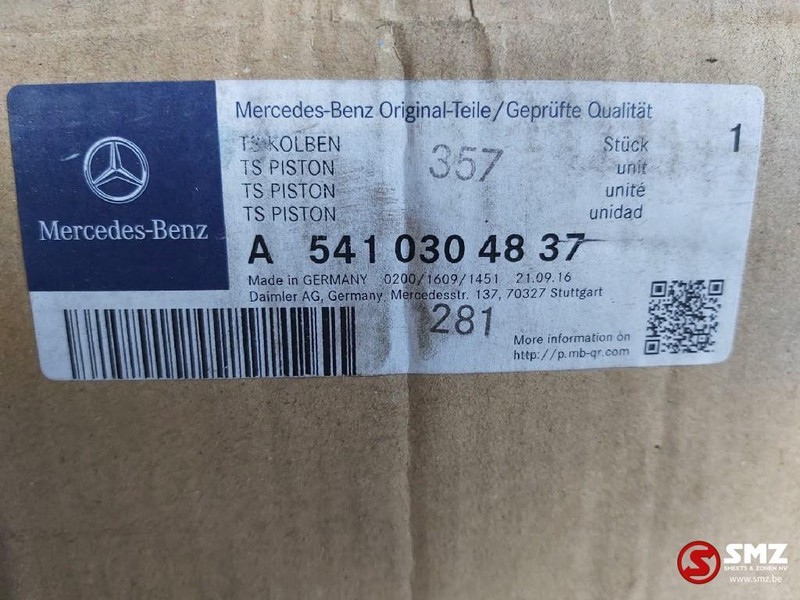 Mercedes-Benz Original-Teile/Geprüfte Qualität
TS KOLBEN Stück 1
TS PISTON unit
TS PISTON unité
TS PISTON unidad
357
Mercedes-Benz
A 541 030 48 37
Made in GERMANY 0200/1609/1451 21.09.16
Daimler AG, Germany, Mercedesstr. 137, 70327 Stuttgart
281
More information on
http://p.mb-qr.com
SMZ
SMEETS & ZONEN NV
www.smz.be